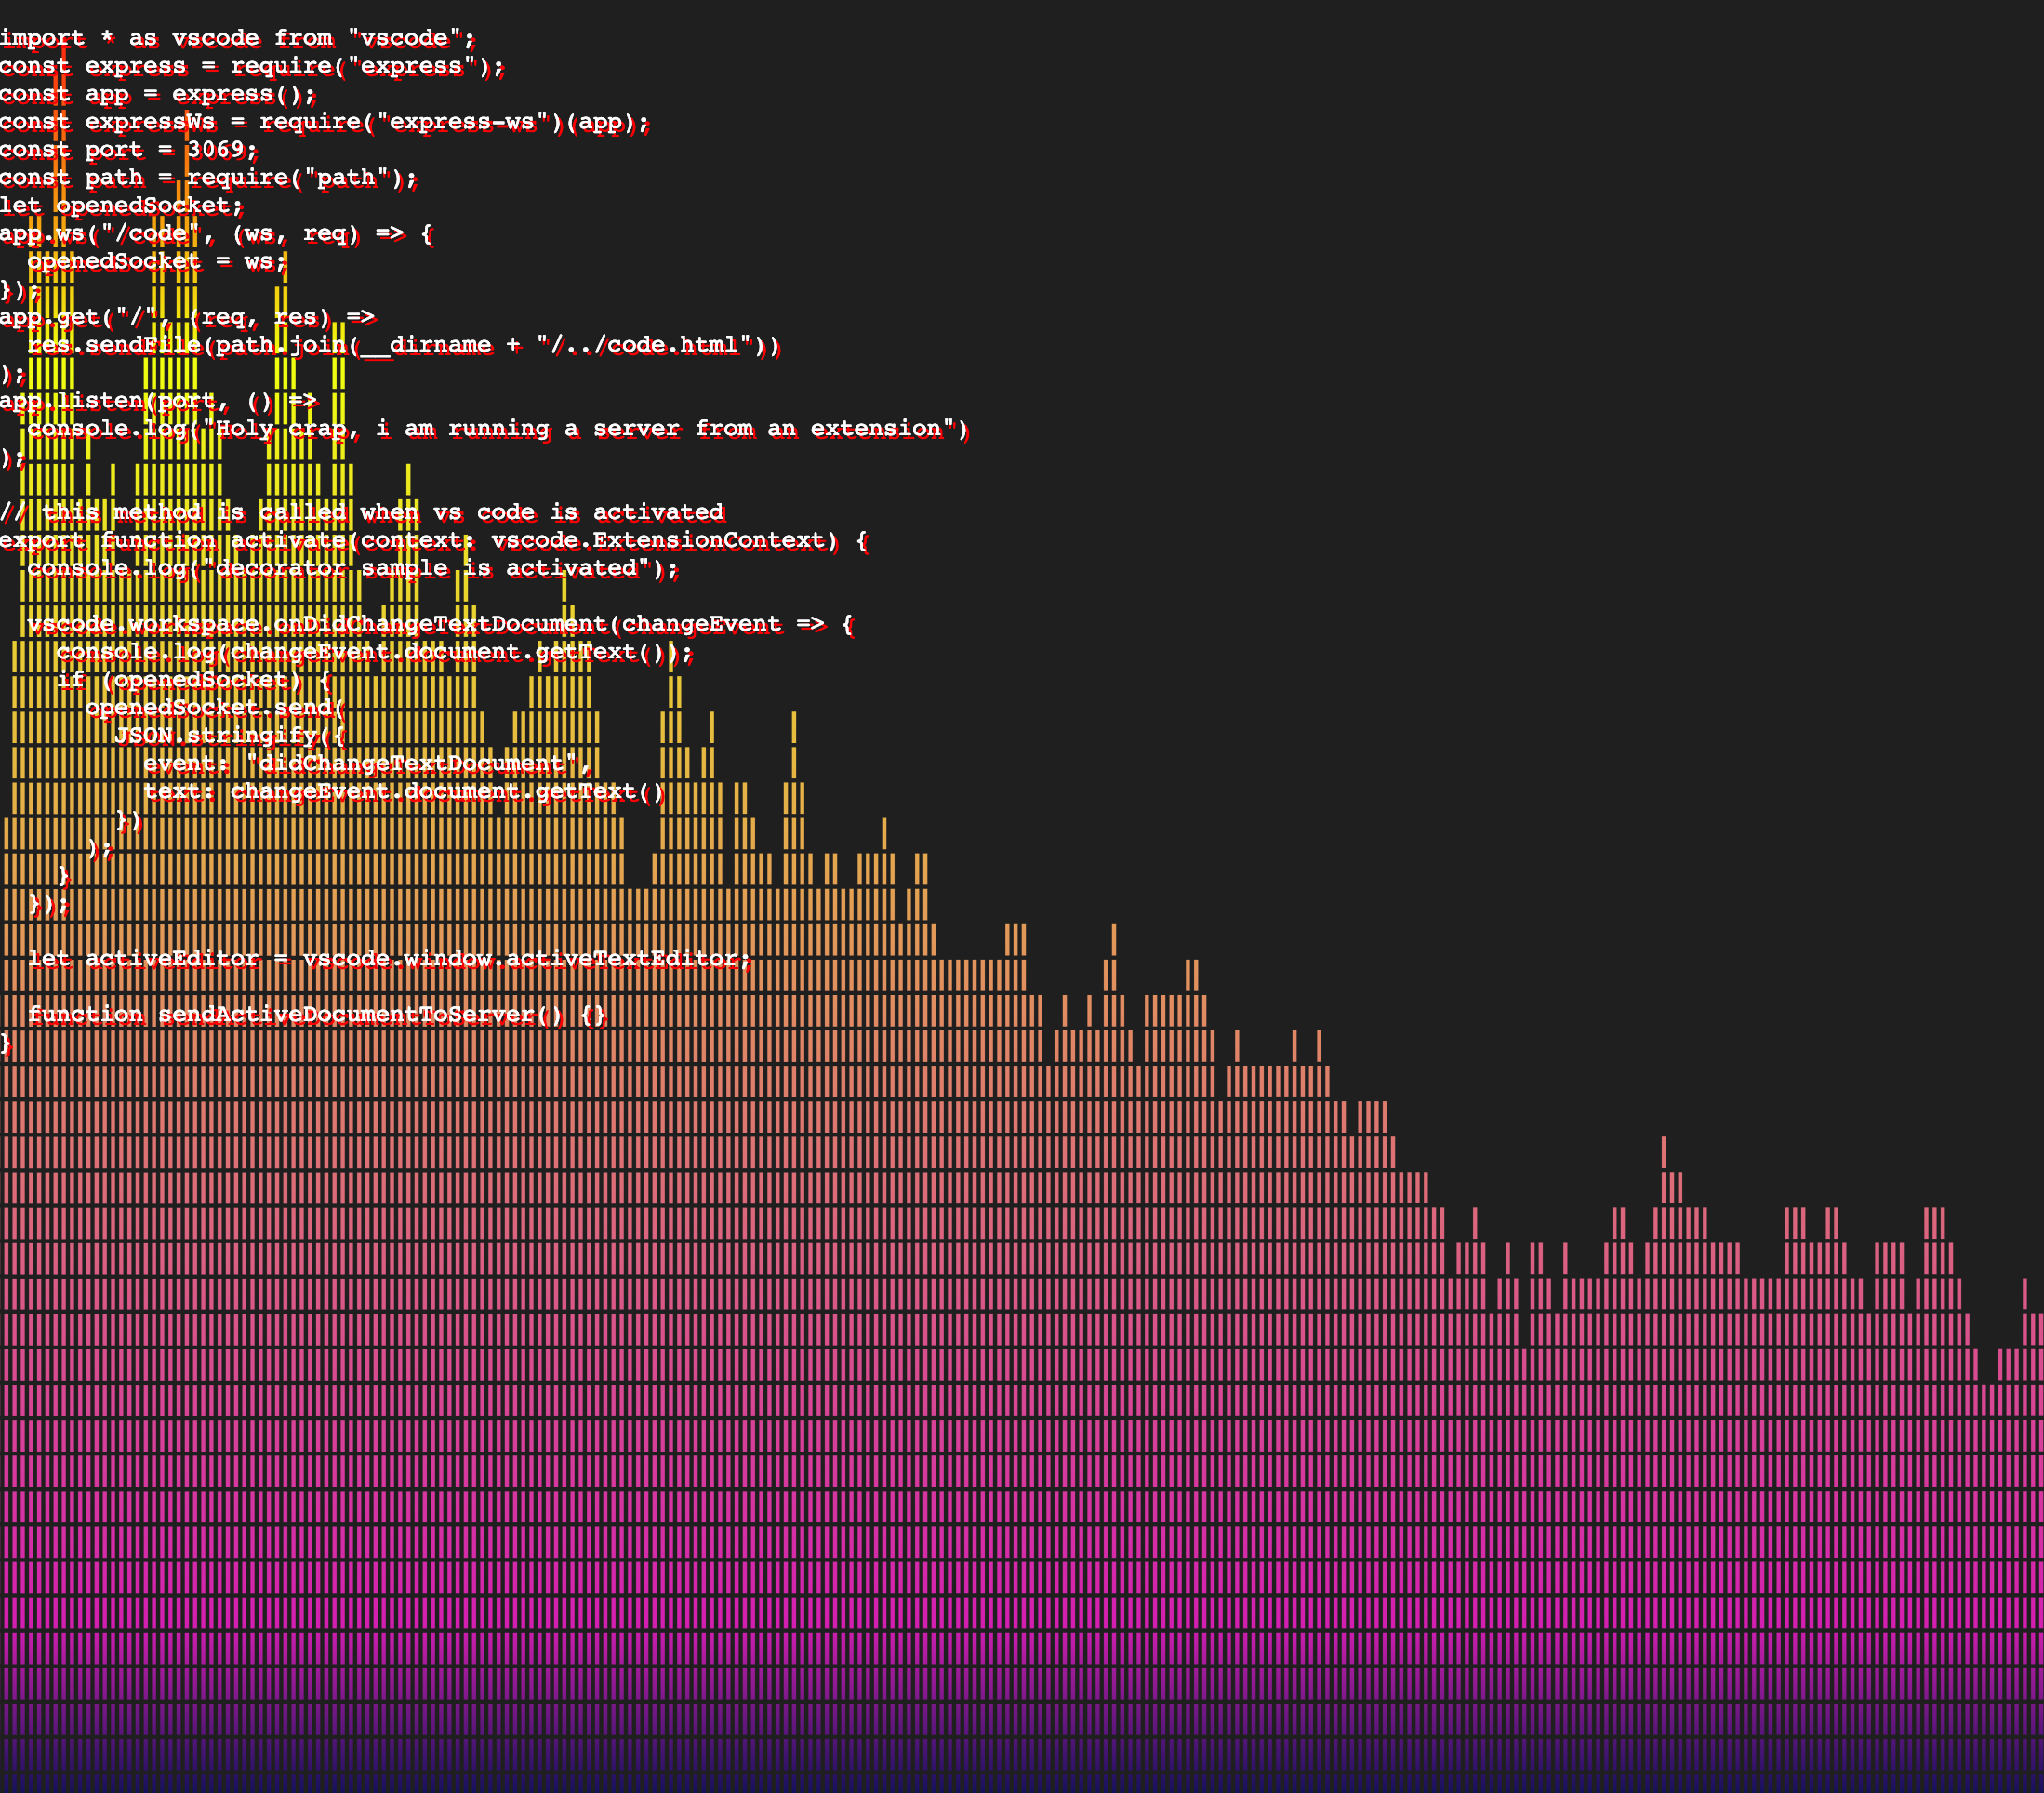 import * as vscode from "vscode";
const express = require("express");
const app = express();
const expressWs = require("express-ws")(app);
const port = 3069;
const path = require("path");
let openedSocket;
app.ws("/code", (ws, req) => {
  openedSocket = ws;
});
app.get("/", (req, res) =>
  res.sendFile(path.join(__dirname + "/../code.html"))
);
app.listen(port, () =>
  console.log("Holy crap, i am running a server from an extension")
);

// this method is called when vs code is activated
export function activate(context: vscode.ExtensionContext) {
  console.log("decorator sample is activated");

  vscode.workspace.onDidChangeTextDocument(changeEvent => {
    console.log(changeEvent.document.getText());
    if (openedSocket) {
      openedSocket.send(
        JSON.stringify({
          event: "didChangeTextDocument",
          text: changeEvent.document.getText()
        })
      );
    }
  });

  let activeEditor = vscode.window.activeTextEditor;

  function sendActiveDocumentToServer() {}
}